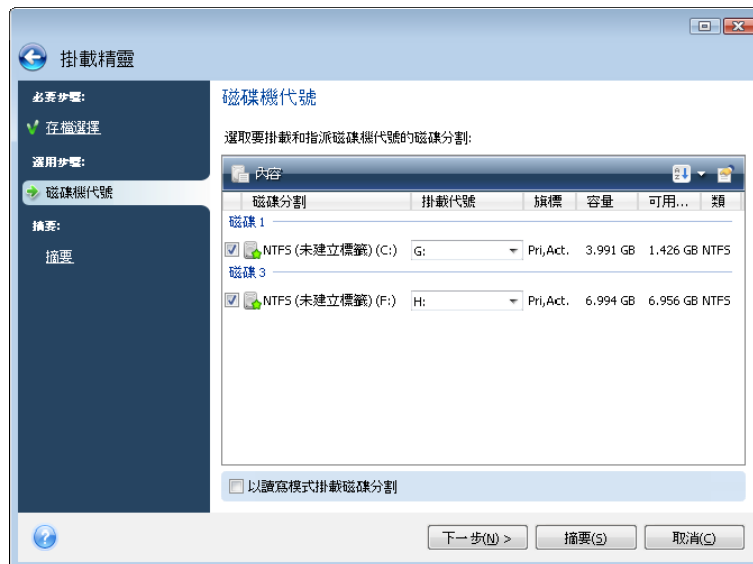 掛載精靈
必要步驟:
存檔選擇
選用步驟:
磁碟機代號
摘要:
摘要
磁碟機代號
選取要掛載和指派磁碟機代號的磁碟分割:
內容
磁碟分割 掛載代號 旗標 容量 可用... 類
磁碟 1
NTFS (未建立標籤) (C:) G: Pri,Act. 3.991 GB 1.426 GB NTFS
磁碟 3
NTFS (未建立標籤) (F:) H: Pri,Act. 6.994 GB 6.956 GB NTFS
以讀寫模式掛載磁碟分割
下一步(N) > 摘要(S) 取消(C)